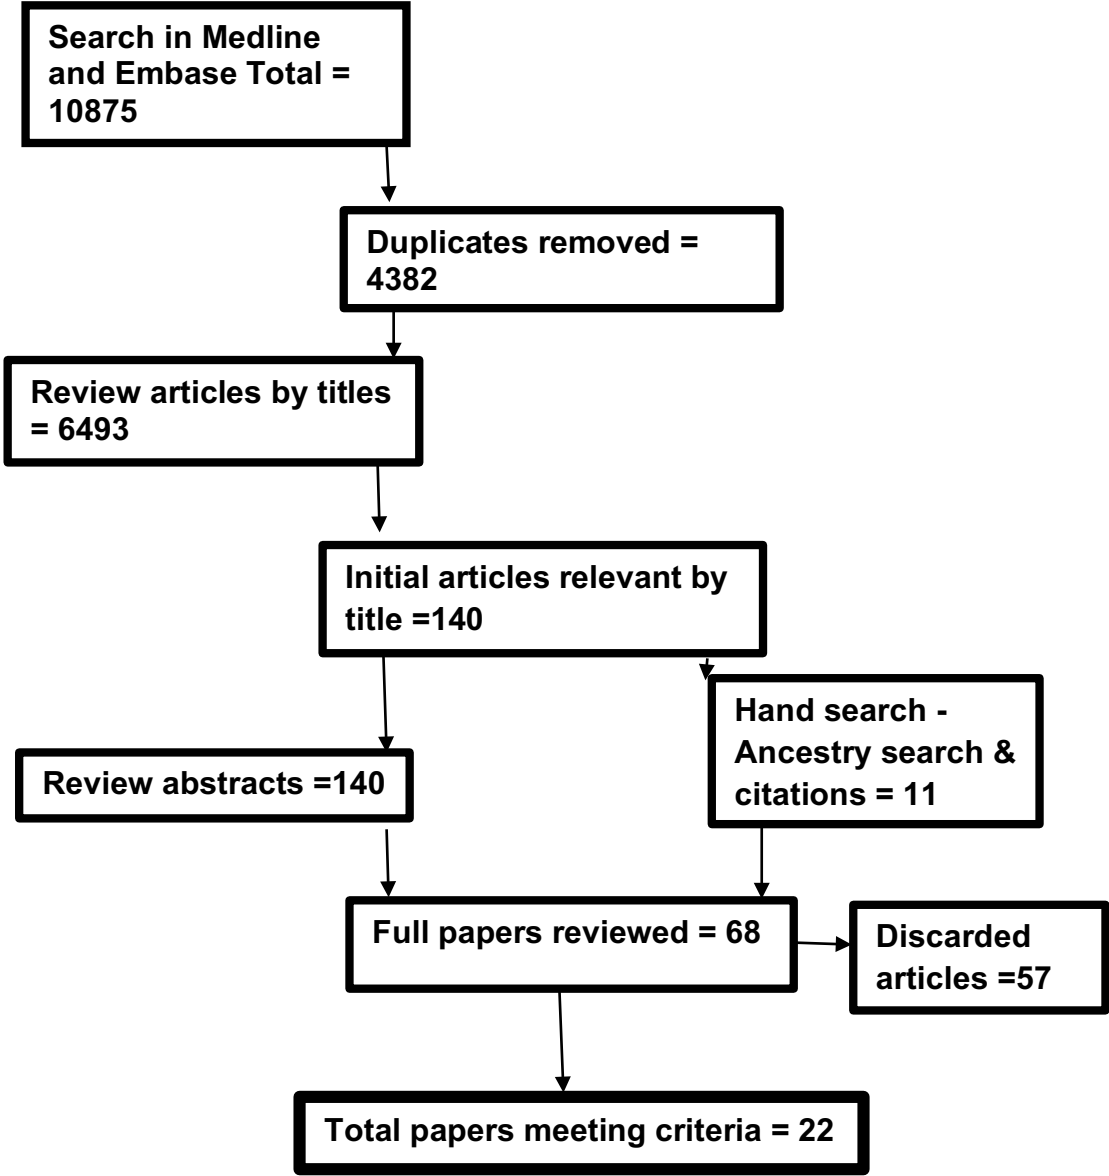 Search in Medline
and Embase Total =
10875
Duplicates removed =
4382
Review articles by titles
= 6493
Initial articles relevant by
title =140
Hand search -
Ancestry search &
citations = 11
Review abstracts =140
Full papers reviewed = 68
Discarded
articles =57
Total papers meeting criteria = 22